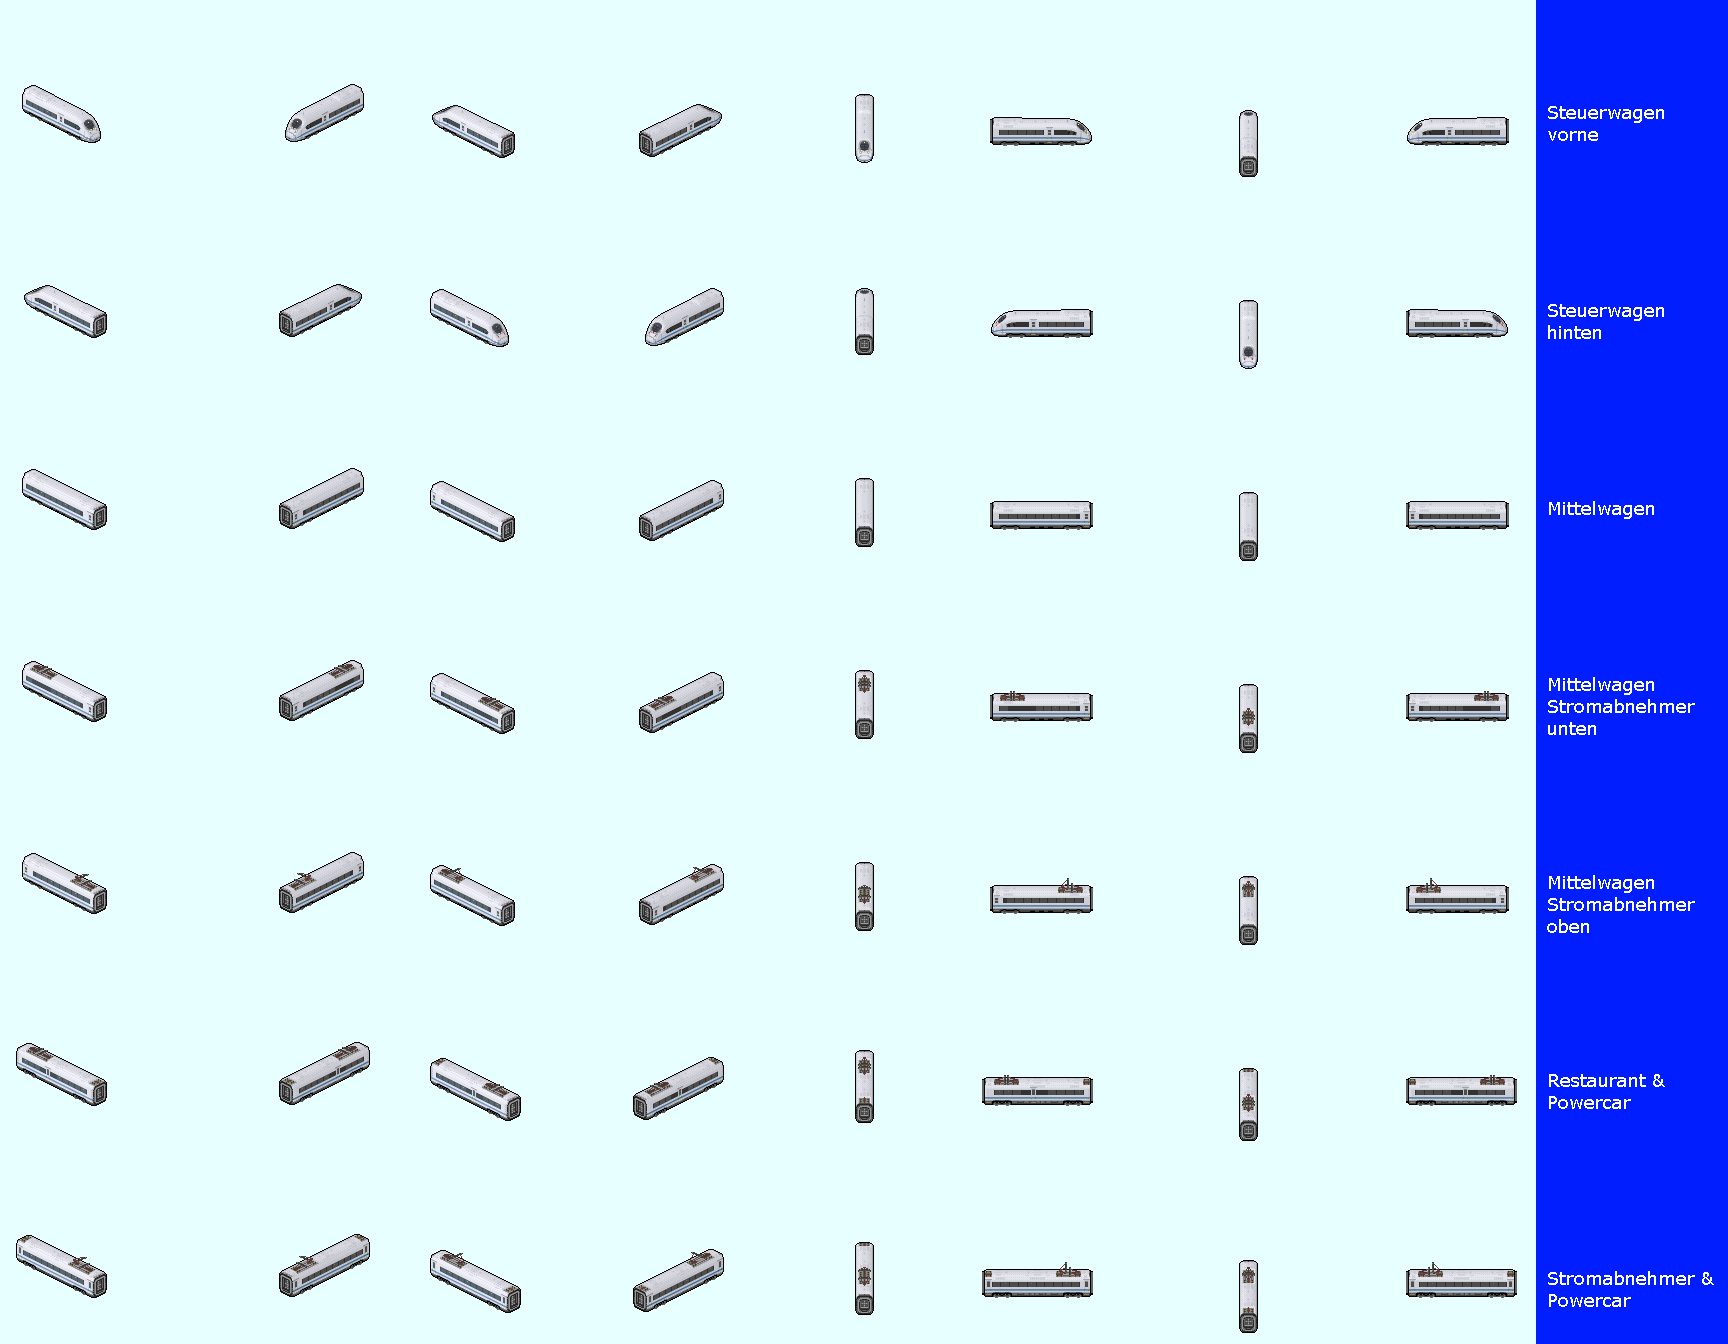 Steuerwagen
vorne
Steuerwagen
hinten
Mittelwagen
Mittelwagen
Stromabnehmer
unten
Mittelwagen
Stromabnehmer
oben
Restaurant &
Powercar
Stromabnehmer &
Powercar